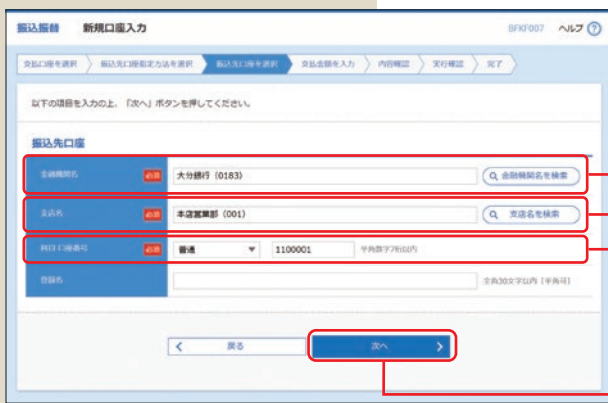 振込振替 新規口座入力 BFKF007 ヘルプ ?
支払口座を選択 振込先口座指定方法を選択 振込先口座を選択 支払金額を入力 内容確認 実行確認 完了
以下の項目を入力の上、「次へ」ボタンを押してください。
振込先口座
金融機関名 必須 大分銀行 (0183) 金融機関名を検索
支店名 必須 本店営業部 (001) 支店名を検索
科目/口座番号 必須 普通 1100001 半角数字7桁以内
登録名 全角30文字以内 [半角可]
戻る 次へ